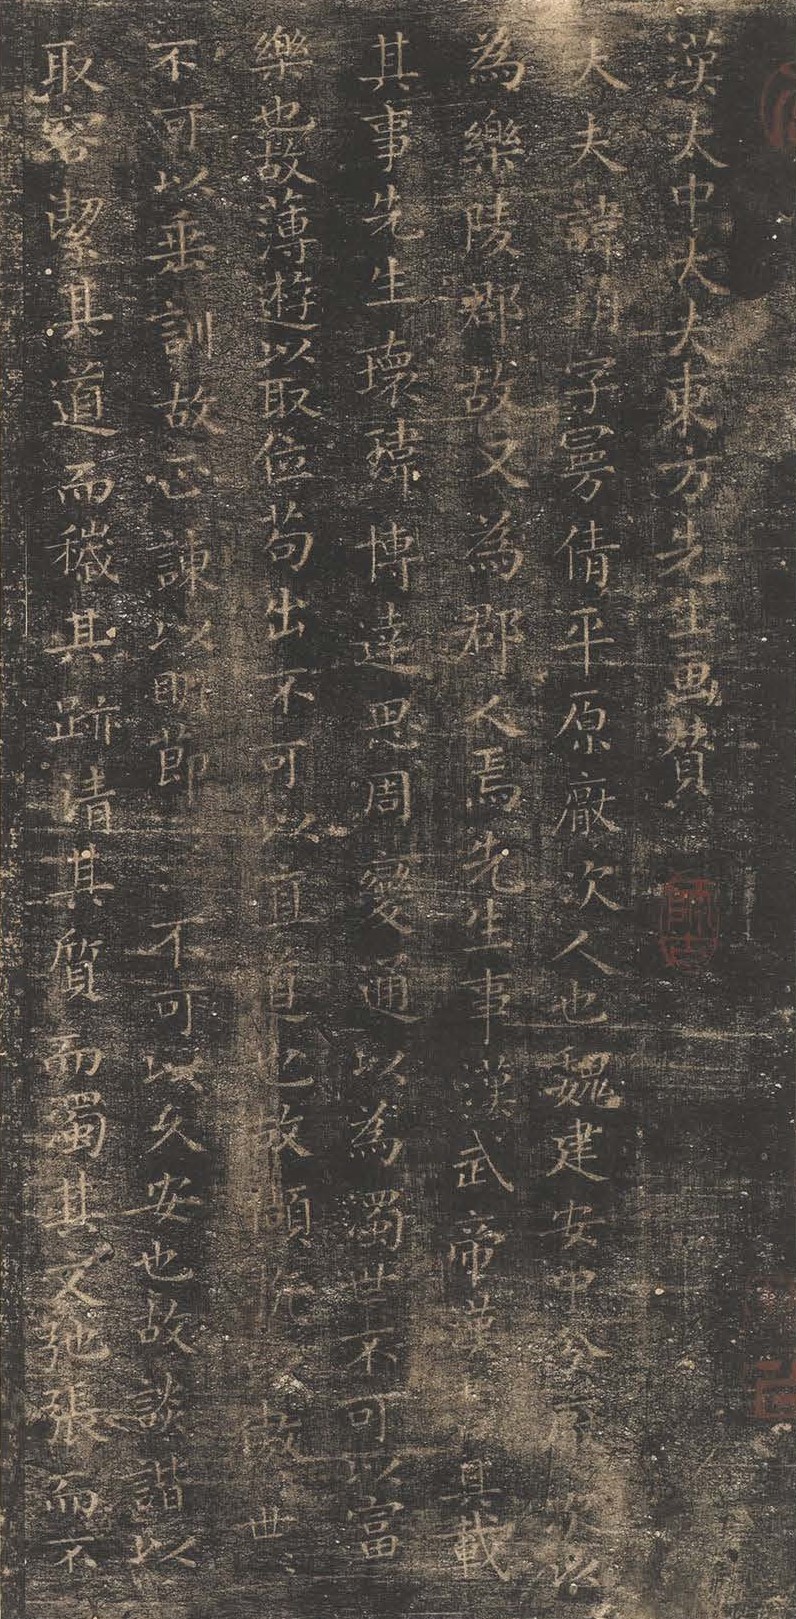 漢太中大夫東方先生画賛
大夫諱朔字曼倩平原厭次人也魏建安中分厭次以
為樂陵郡故又為郡人焉先生事漢武帝漢 具載
其事先生瓌瑋博達思周變通以為濁世不可以富
樂也故薄遊以取位苟出不可以直道也故頡 以傲世
不可以垂訓故正諫以明節 不可以久安也故談諧以
取容潔其道而穢其跡清其質而濁其文弛張而不